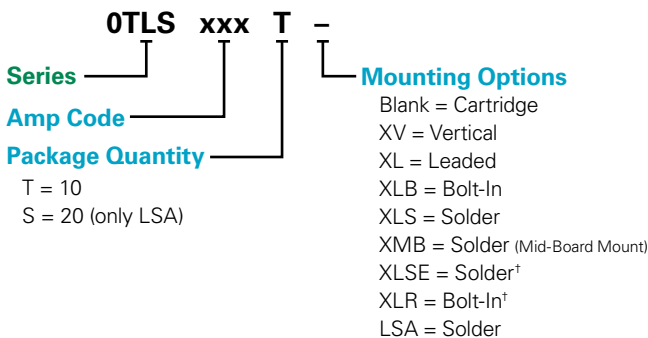 0TLS xxx T –
Series
Amp Code
Package Quantity
T = 10
S = 20 (only LSA)
Mounting Options
Blank = Cartridge
XV = Vertical
XL = Leaded
XLB = Bolt-In
XLS = Solder
XMB = Solder (Mid-Board Mount)
XLSE = Solder†
XLR = Bolt-In†
LSA = Solder